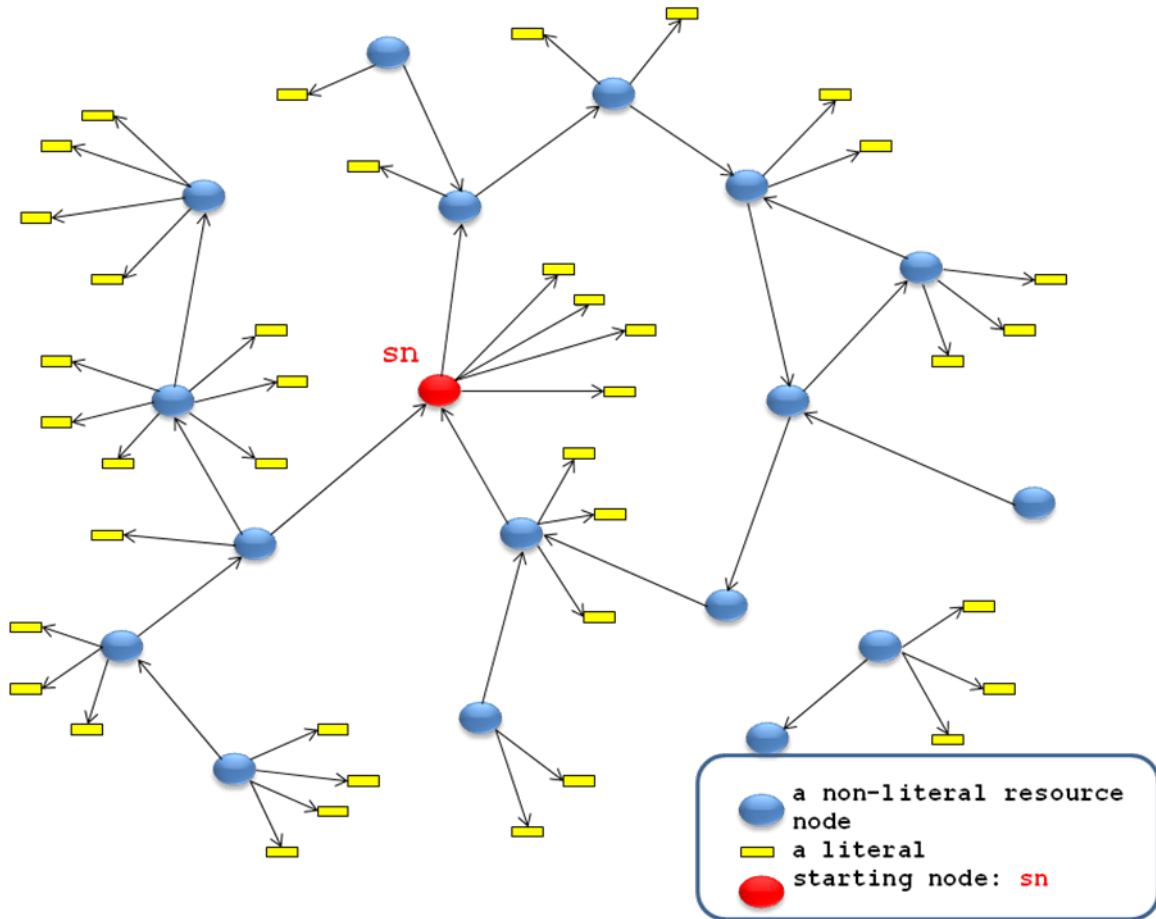 sn
a non-literal resource
node
a literal
starting node: sn